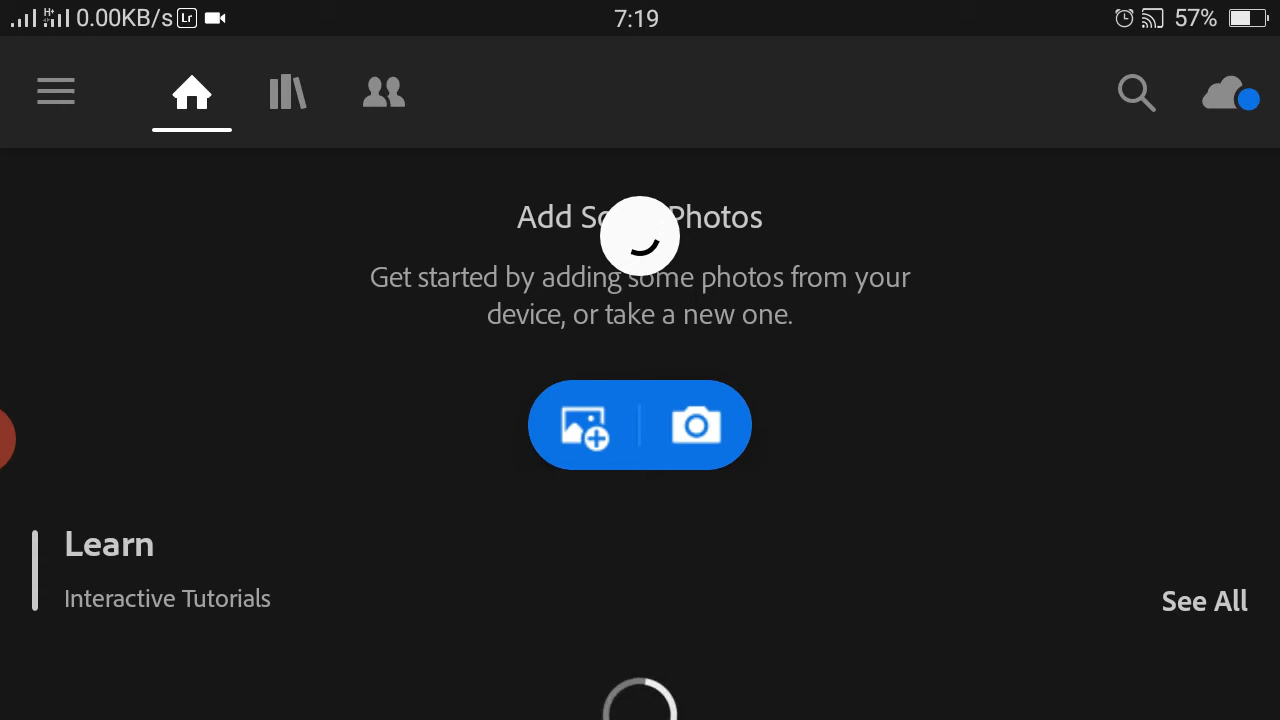 0.00KB/s Lr 7:19 57%
Add So Photos
Get started by adding some photos from your
device, or take a new one.
Learn
Interactive Tutorials
See All